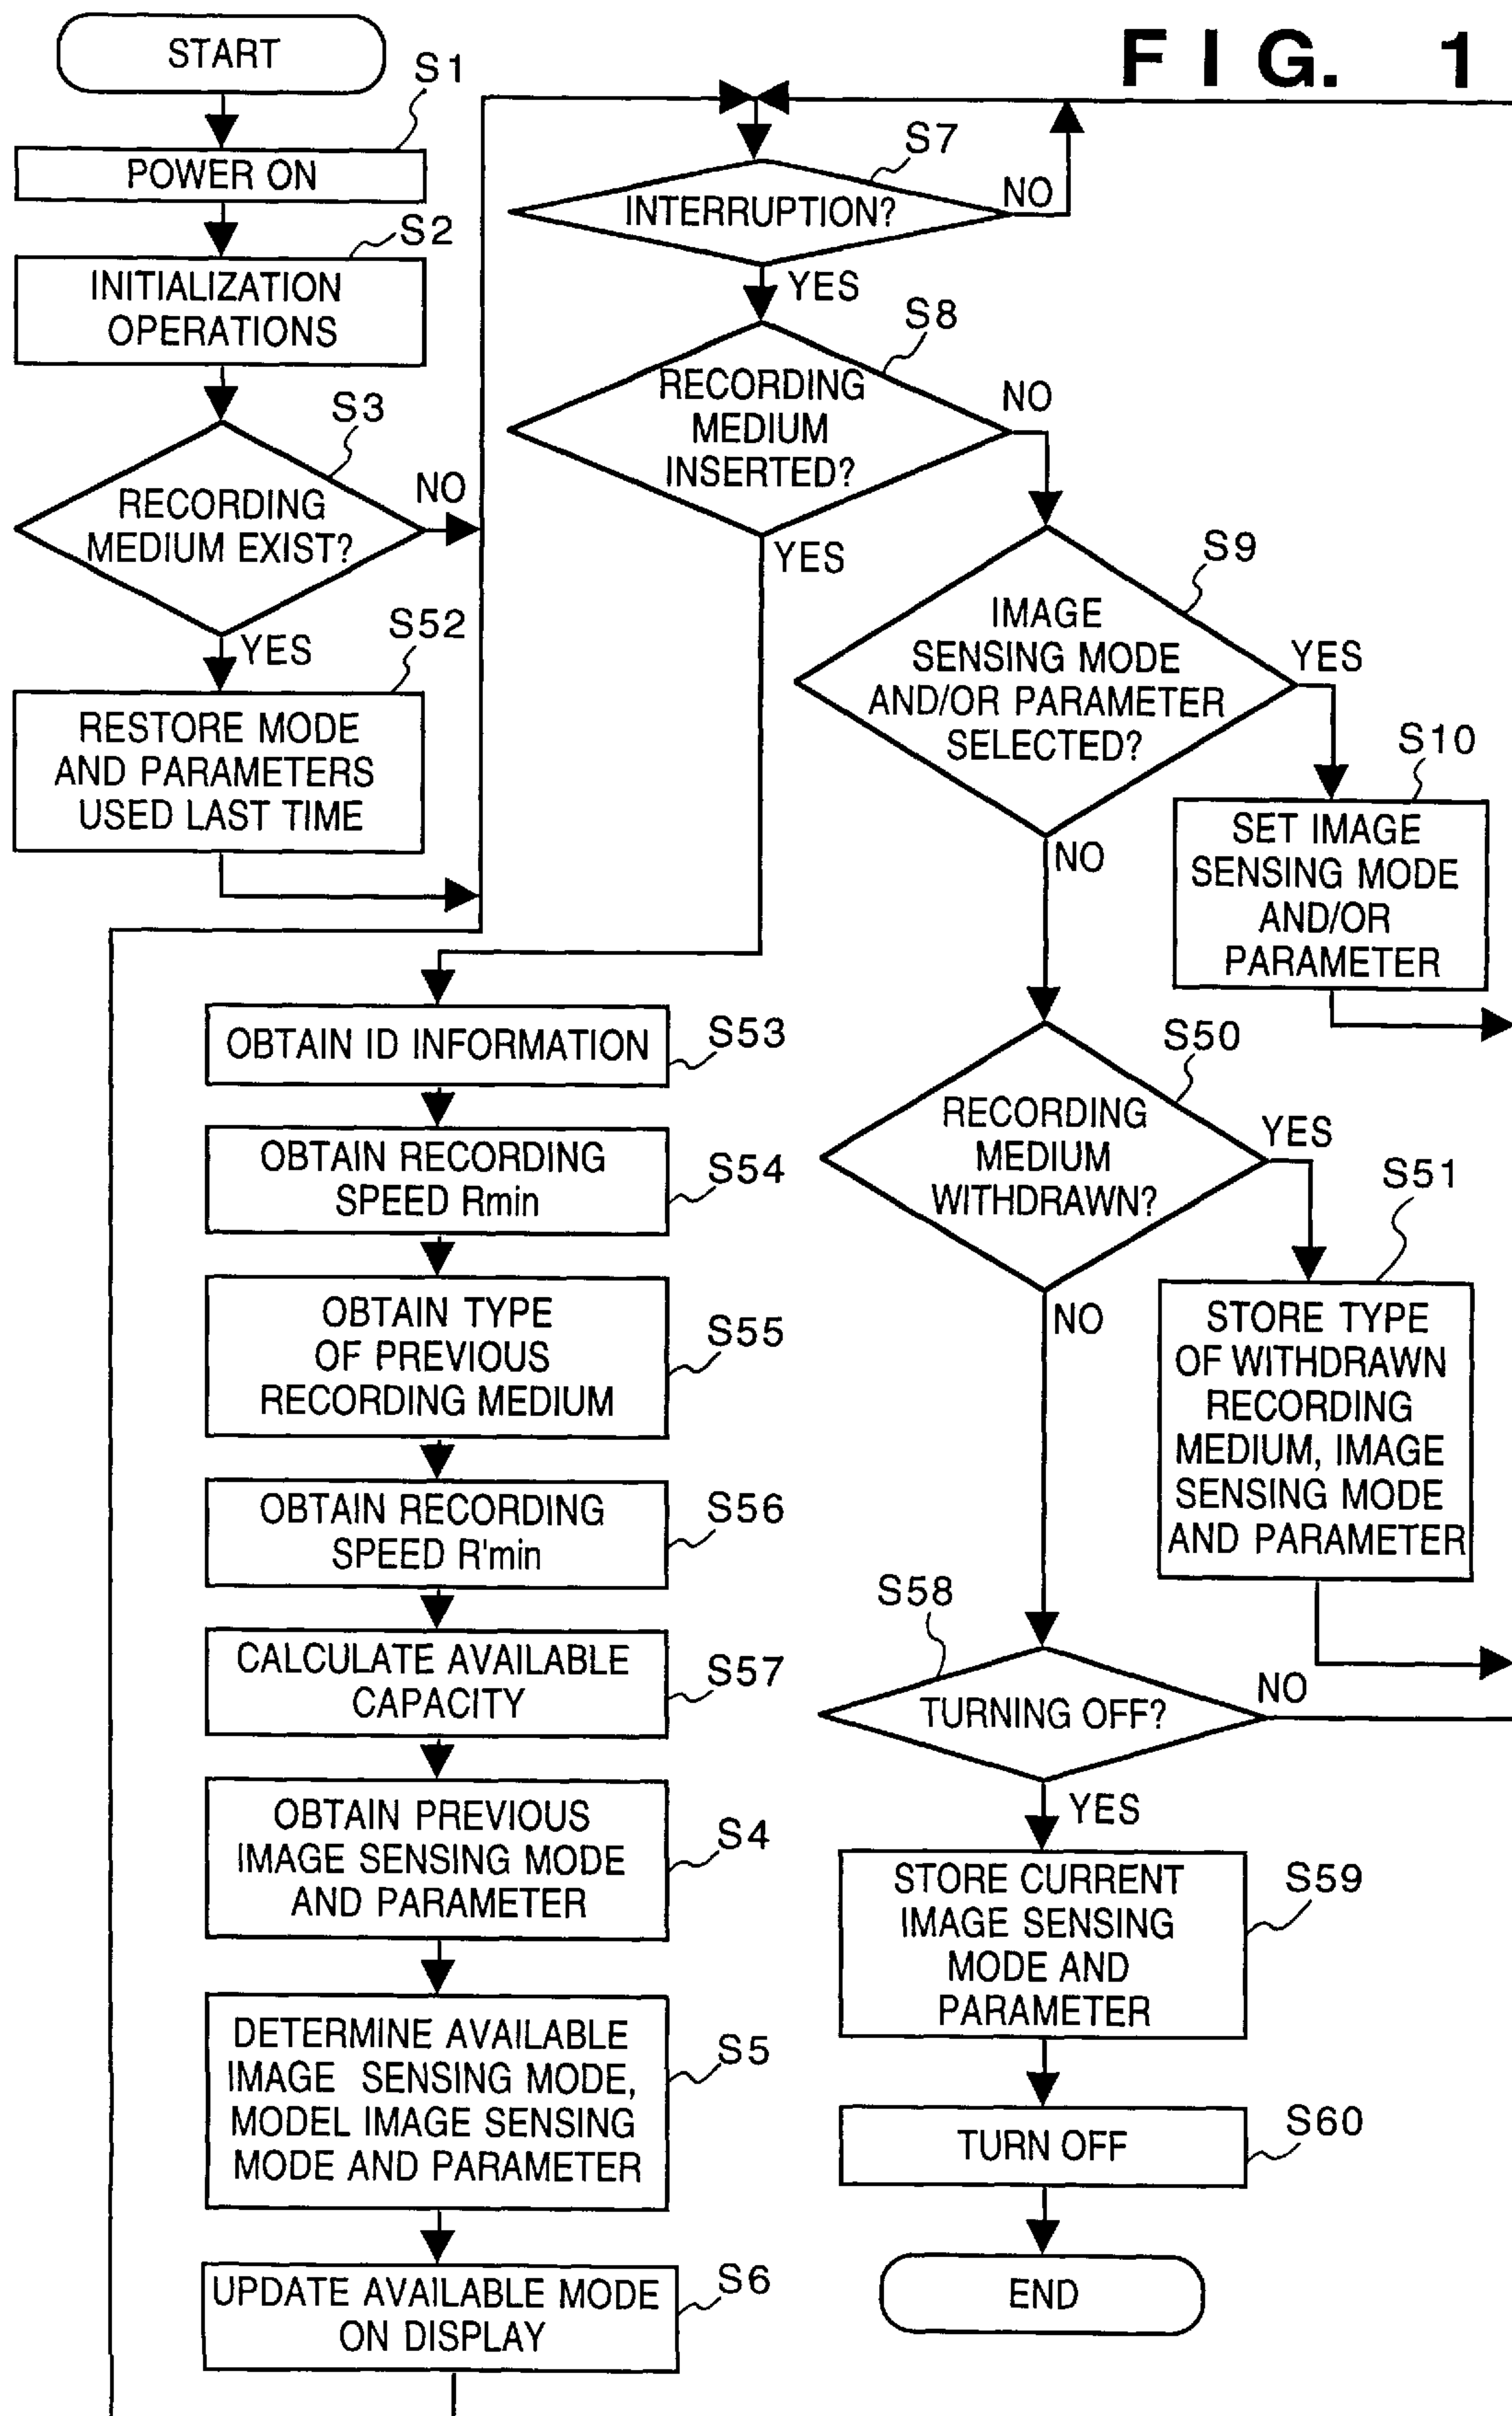 FIG. 1
START
S1
POWER ON
S2
INITIALIZATION
OPERATIONS
S3
RECORDING
MEDIUM EXIST?
NO
YES
S52
RESTORE MODE
AND PARAMETERS
USED LAST TIME
S7
INTERRUPTION?
NO
YES
S8
RECORDING
MEDIUM
INSERTED?
NO
YES
S9
IMAGE
SENSING MODE
AND/OR PARAMETER
SELECTED?
YES
NO
S10
SET IMAGE
SENSING MODE
AND/OR
PARAMETER
OBTAIN ID INFORMATION
S53
OBTAIN RECORDING
SPEED Rmin
S54
OBTAIN TYPE
OF PREVIOUS
RECORDING MEDIUM
S55
OBTAIN RECORDING
SPEED R'min
S56
CALCULATE AVAILABLE
CAPACITY
S57
OBTAIN PREVIOUS
IMAGE SENSING MODE
AND PARAMETER
S4
DETERMINE AVAILABLE
IMAGE SENSING MODE,
MODEL IMAGE SENSING
MODE AND PARAMETER
S5
UPDATE AVAILABLE MODE
ON DISPLAY
S6
S50
RECORDING
MEDIUM
WITHDRAWN?
YES
NO
S51
STORE TYPE
OF WITHDRAWN
RECORDING
MEDIUM, IMAGE
SENSING MODE
AND PARAMETER
S58
TURNING OFF?
NO
YES
STORE CURRENT
IMAGE SENSING
MODE AND
PARAMETER
S59
TURN OFF
S60
END